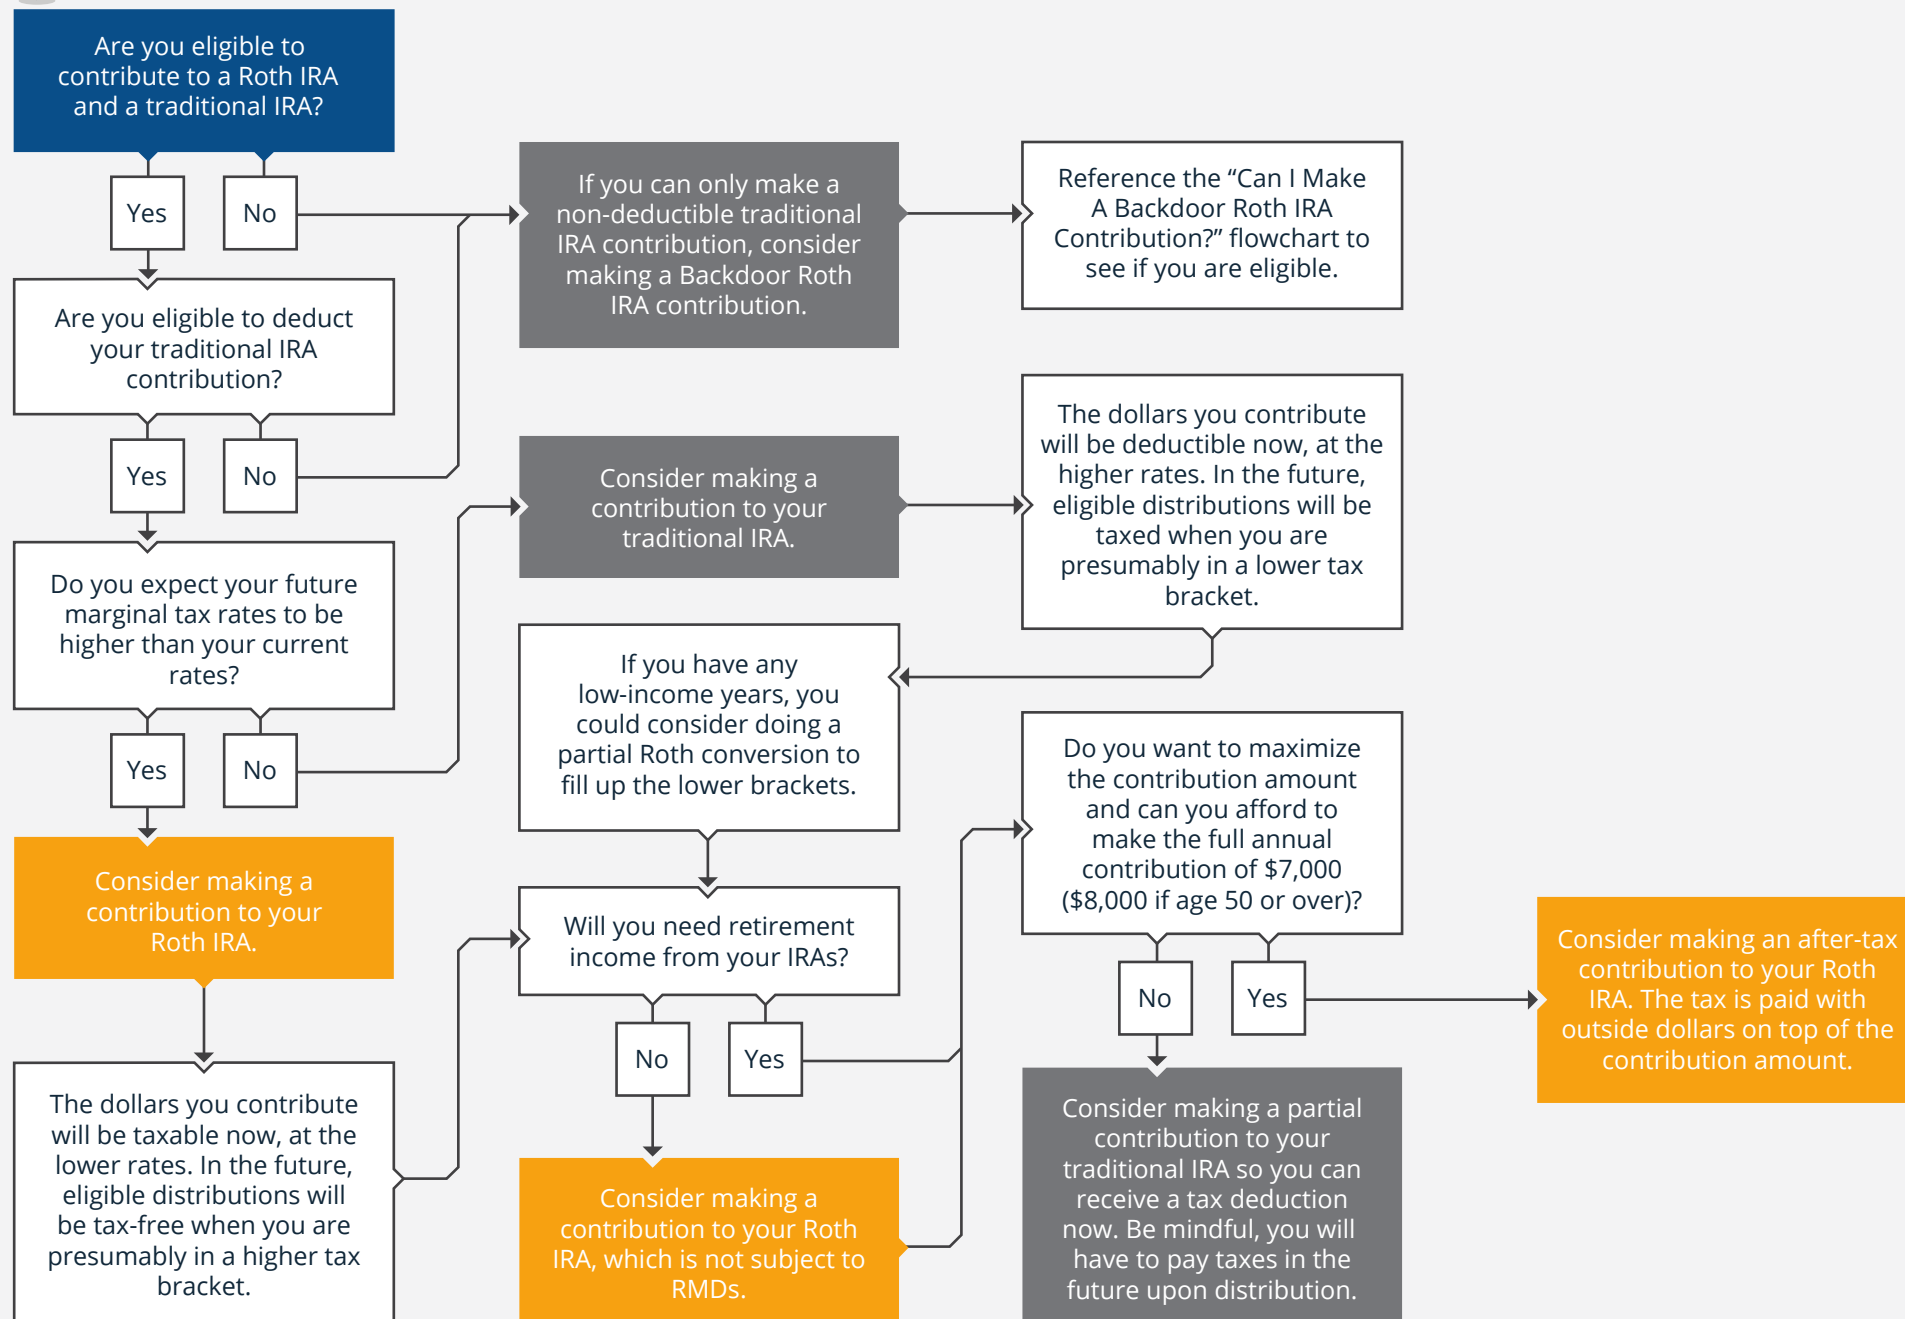 Are you eligible to
contribute to a Roth IRA
and a traditional IRA?
Yes
No
If you can only make a
non-deductible traditional
IRA contribution, consider
making a Backdoor Roth
IRA contribution.
Reference the “Can I Make
A Backdoor Roth IRA
Contribution?” flowchart to
see if you are eligible.
Are you eligible to deduct
your traditional IRA
contribution?
Yes
No
Consider making a
contribution to your
traditional IRA.
The dollars you contribute
will be deductible now, at the
higher rates. In the future,
eligible distributions will be
taxed when you are
presumably in a lower tax
bracket.
Do you expect your future
marginal tax rates to be
higher than your current
rates?
Yes
No
If you have any
low-income years, you
could consider doing a
partial Roth conversion to
fill up the lower brackets.
Consider making a
contribution to your
Roth IRA.
The dollars you contribute
will be taxable now, at the
lower rates. In the future,
eligible distributions will
be tax-free when you are
presumably in a higher tax
bracket.
Will you need retirement
income from your IRAs?
No
Yes
Consider making a
contribution to your Roth
IRA, which is not subject to
RMDs.
Do you want to maximize
the contribution amount
and can you afford to
make the full annual
contribution of $7,000
($8,000 if age 50 or over)?
No
Yes
Consider making a partial
contribution to your
traditional IRA so you can
receive a tax deduction
now. Be mindful, you will
have to pay taxes in the
future upon distribution.
Consider making an after-tax
contribution to your Roth
IRA. The tax is paid with
outside dollars on top of the
contribution amount.